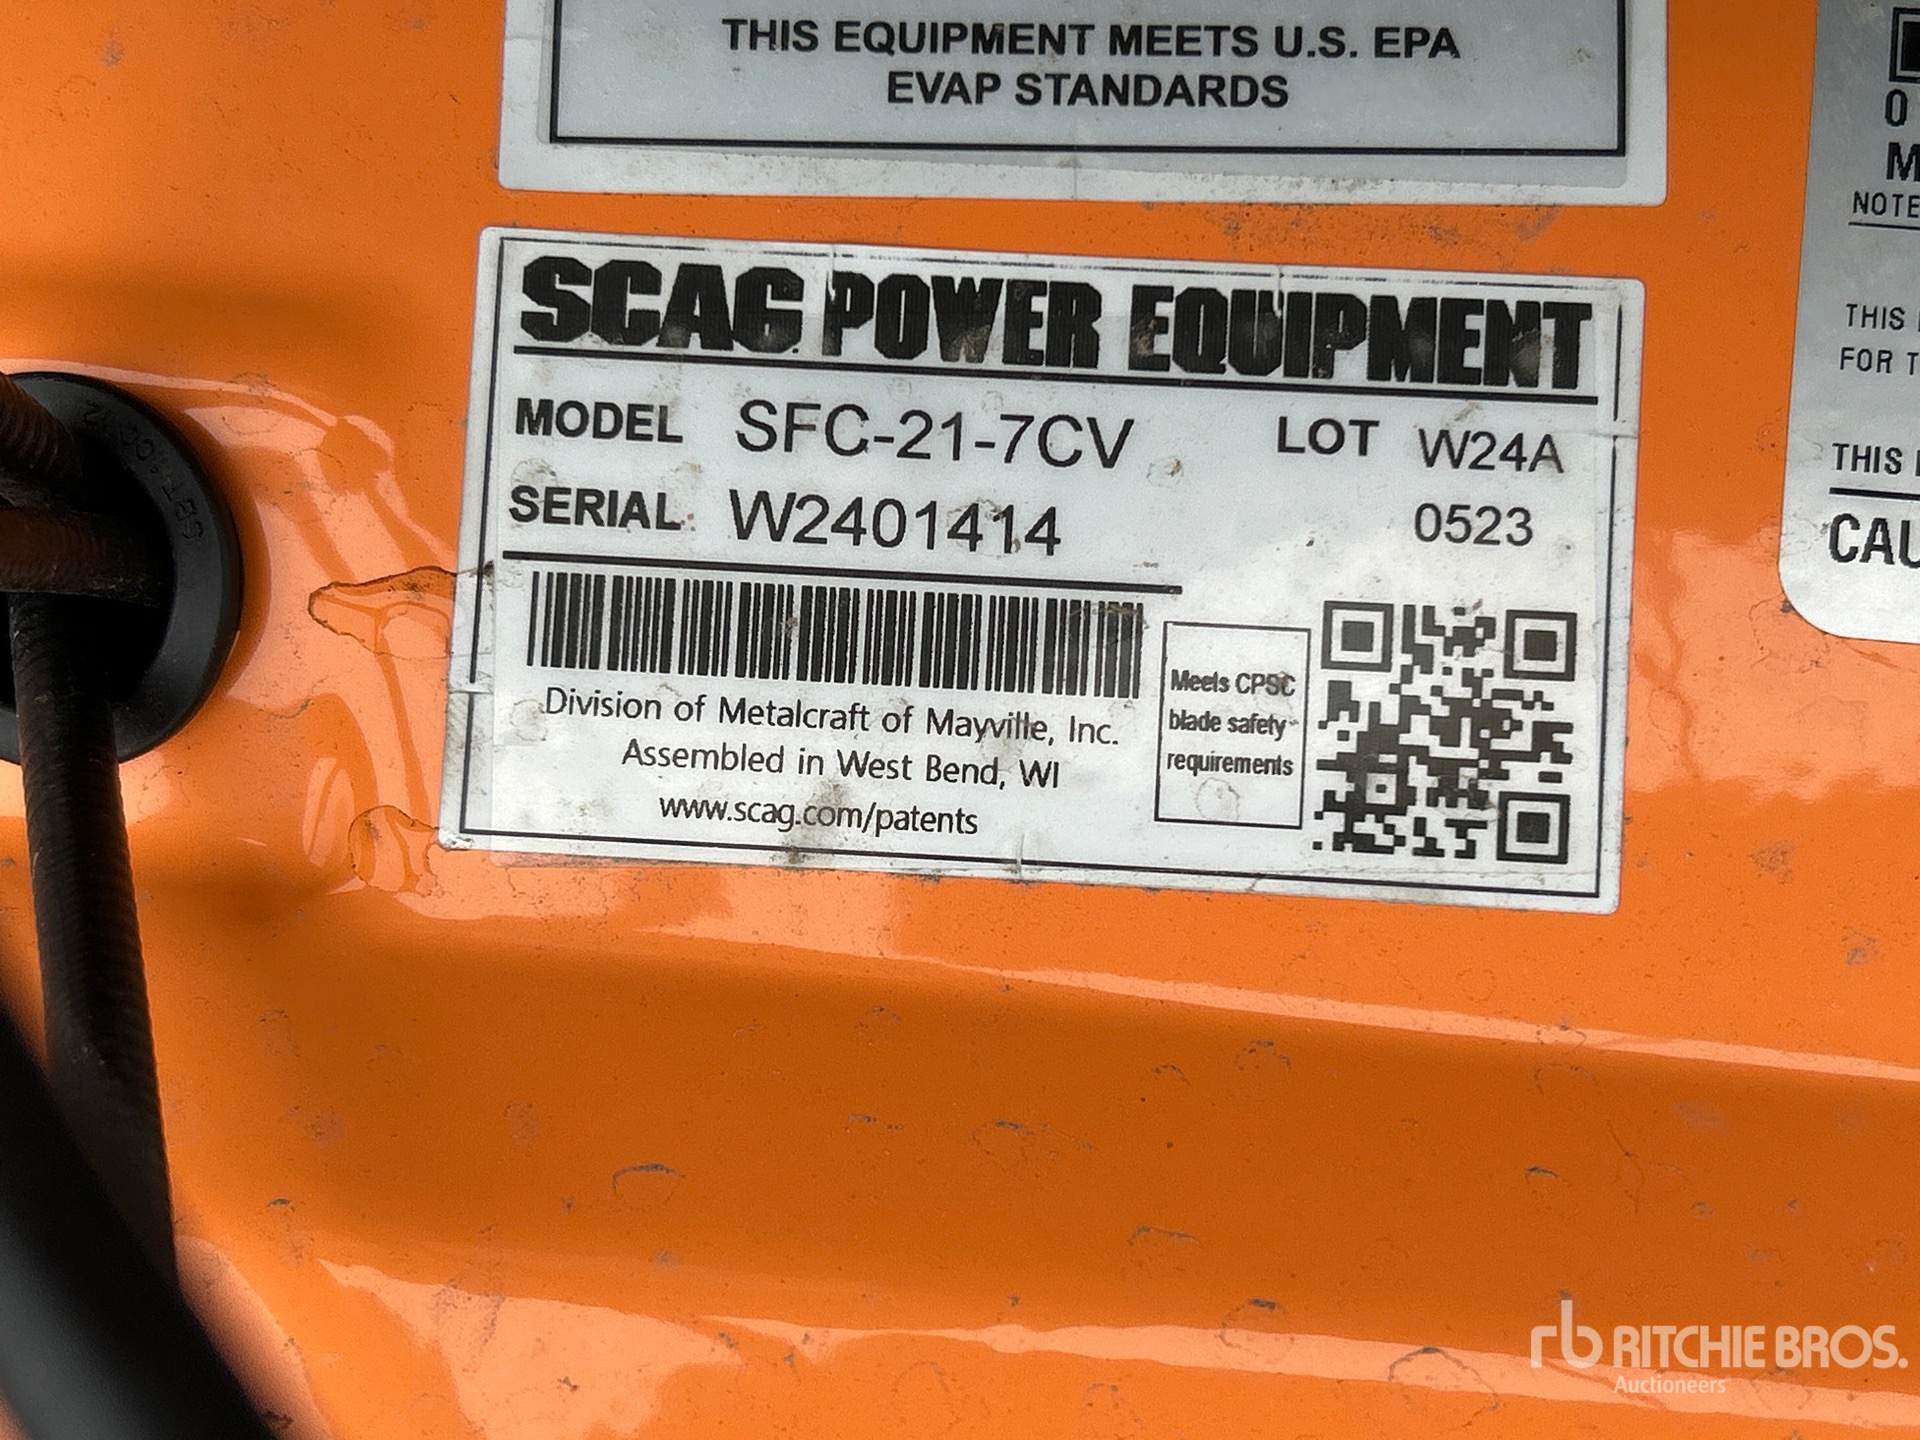 THIS EQUIPMENT MEETS U.S. EPA
EVAP STANDARDS
SCAG POWER EQUIPMENT
MODEL SFC-21-7CV LOT W24A
SERIAL W2401414 0523
Division of Metalcraft of Mayville, Inc.
Assembled in West Bend, WI
www.scag.com/patents
Meets CPSC
blade safety
requirements
0
M
NOTE
THIS
FOR T
THIS
CAU
rb RITCHIE BROS.
Auctioneers